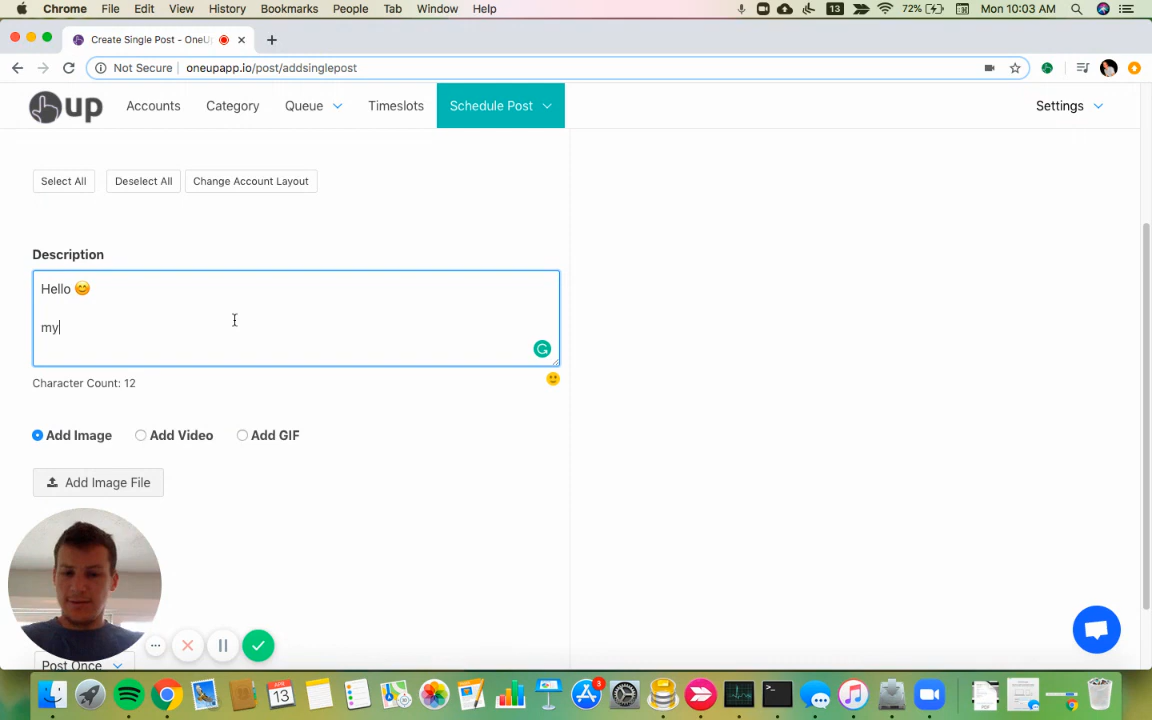 Chrome File Edit View History Bookmarks People Tab Window Help 13 72% Mon 10:03 AM
Create Single Post - OneU
Not Secure oneupapp.io/post/addsinglepost
up Accounts Category Queue Timeslots Schedule Post Settings
Select All Deselect All Change Account Layout
Description
Hello 😊
my
Character Count: 12
Add Image Add Video Add GIF
Add Image File
Post Once
13 3